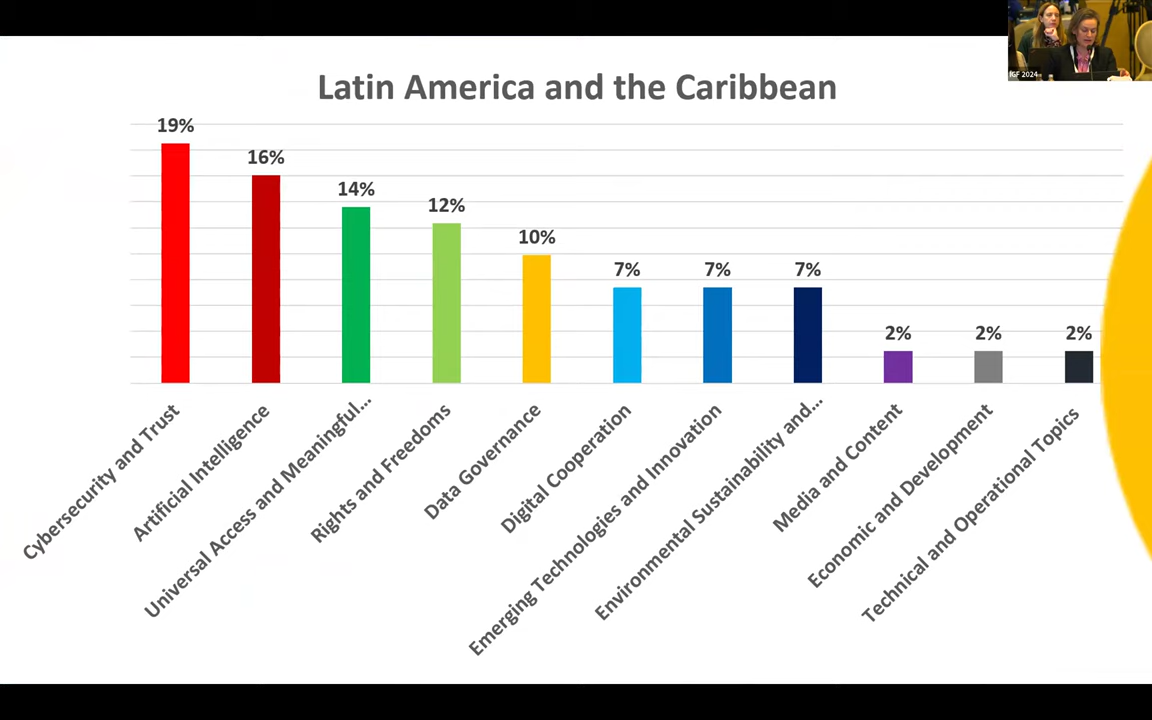 IGF 2024
Latin America and the Caribbean
19%
16%
14%
12%
10%
7%
7%
7%
2%
2%
2%
Cybersecurity and Trust
Artificial Intelligence
Universal Access and Meaningful...
Rights and Freedoms
Data Governance
Digital Cooperation
Emerging Technologies and Innovation
Environmental Sustainability and...
Media and Content
Economic and Development
Technical and Operational Topics